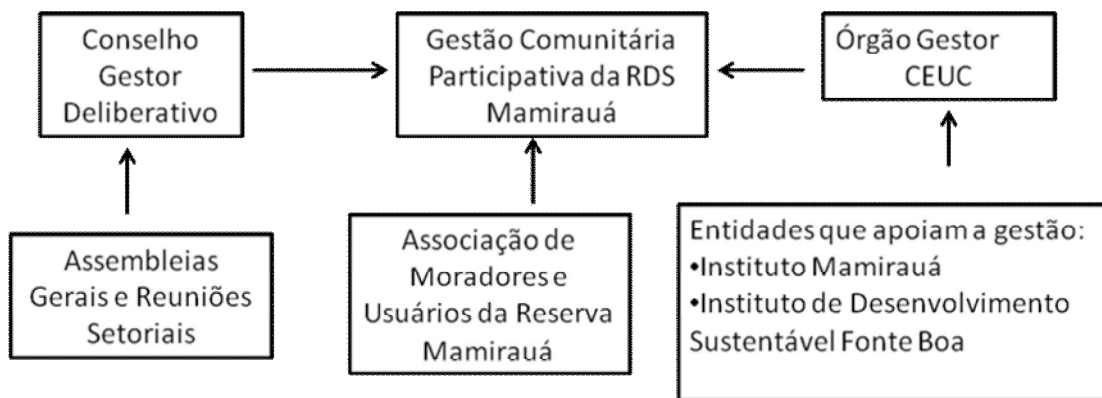 Conselho
Gestor
Deliberativo
Gestão Comunitária
Participativa da RDS
Mamirauá
Órgão Gestor
CEUC
Assembleias
Gerais e Reuniões
Setoriais
Associação de
Moradores e
Usuários da Reserva
Mamirauá
Entidades que apoiam a gestão:
•Instituto Mamirauá
•Instituto de Desenvolvimento
Sustentável Fonte Boa